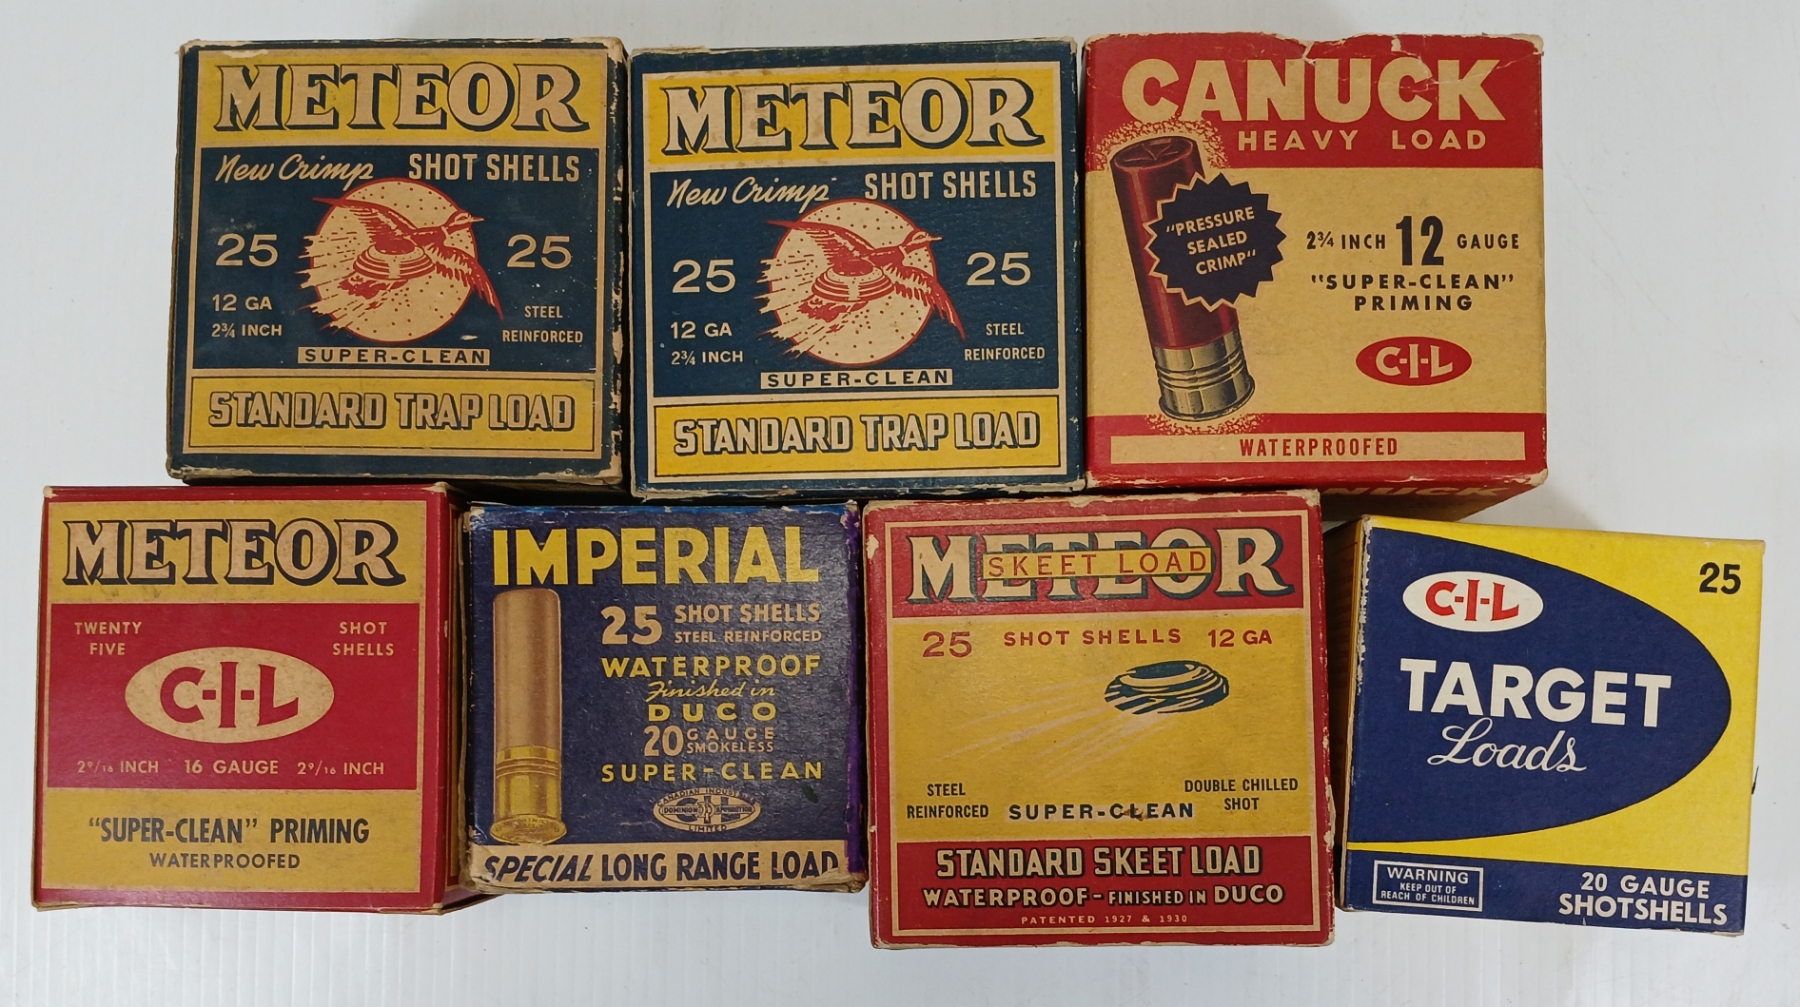 METEOR
New Crimp SHOT SHELLS
25 25
12 GA
2¾ INCH
STEEL
REINFORCED
SUPER-CLEAN
STANDARD TRAP LOAD
METEOR
New Crimp SHOT SHELLS
25 25
12 GA
2¾ INCH
STEEL
REINFORCED
SUPER-CLEAN
STANDARD TRAP LOAD
CANUCK
HEAVY LOAD
"PRESSURE
SEALED
CRIMP"
2¾ INCH 12 GAUGE
"SUPER-CLEAN"
PRIMING
C-I-L
WATERPROOFED
CANUCK
METEOR
TWENTY
FIVE
SHOT
SHELLS
C-I-L
2⁹/₁₆ INCH 16 GAUGE 2⁹/₁₆ INCH
"SUPER-CLEAN" PRIMING
WATERPROOFED
IMPERIAL
25 SHOT SHELLS
STEEL REINFORCED
WATERPROOF
Finished in
DUCO
20 GAUGE
SMOKELESS
SUPER-CLEAN
CANADIAN INDUSTRIES
DOMINION AMMUNITION
LIMITED
SPECIAL LONG RANGE LOAD
METEOR
SKEET LOAD
25 SHOT SHELLS 12 GA
STEEL
REINFORCED
SUPER-CLEAN
DOUBLE CHILLED
SHOT
STANDARD SKEET LOAD
WATERPROOF-FINISHED IN DUCO
PATENTED 1927 & 1930
C-I-L
25
TARGET
Loads
WARNING
KEEP OUT OF
REACH OF CHILDREN
20 GAUGE
SHOTSHELLS